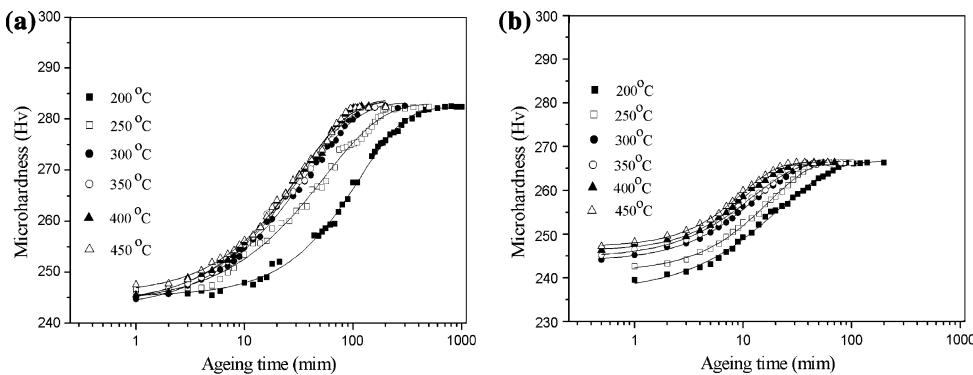 (a)
300
290
280
270
260
250
240
Microhardness (Hv)
200 °C
250 °C
300 °C
350 °C
400 °C
450 °C
1
10
100
1000
Ageing time (mim)
(b)
300
290
280
270
260
250
240
230
Microhardness (Hv)
200°C
250°C
300°C
350°C
400°C
450°C
1
10
100
1000
Ageing time (mim)